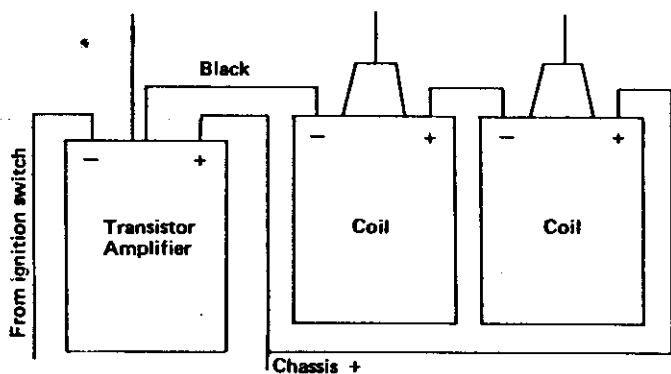 Black
From ignition switch
−
+
Transistor
Amplifier
−
+
Coil
−
+
Coil
Chassis +